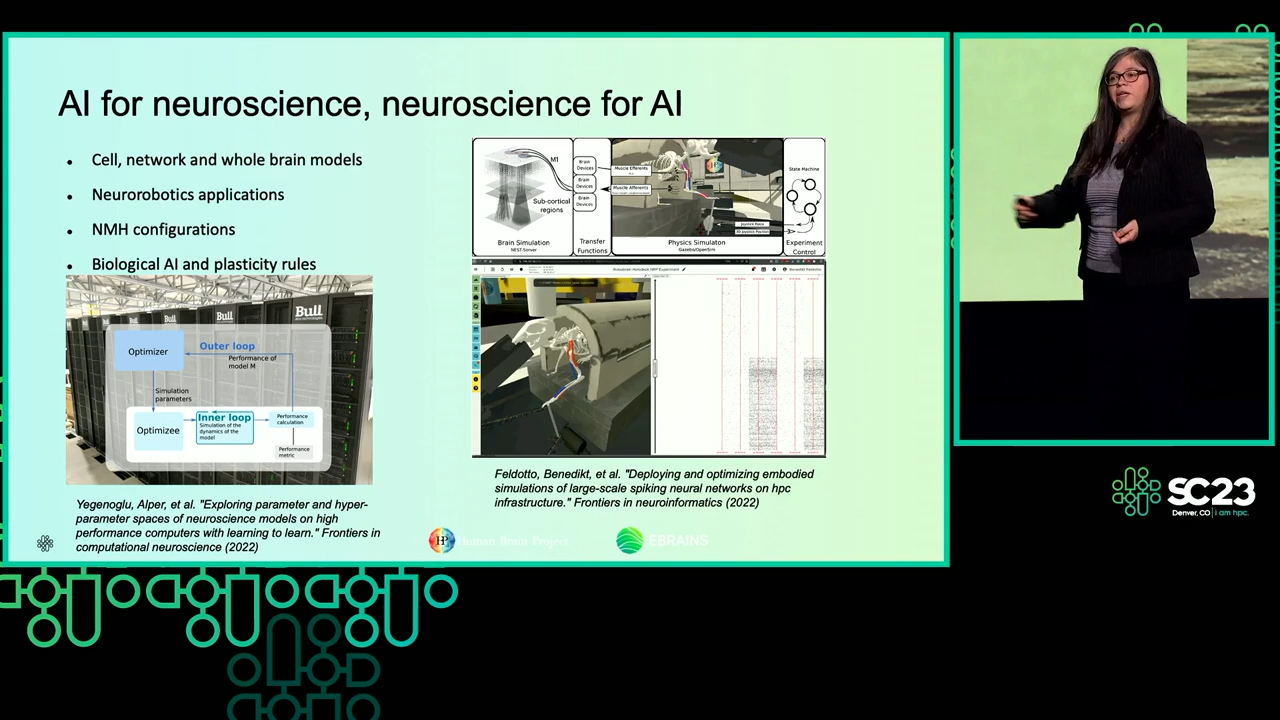 AI for neuroscience, neuroscience for AI
Cell, network and whole brain models
Neurorobotics applications
NMH configurations
Biological AI and plasticity rules
Bull
Bull
Bull
Optimizer
Outer loop
Performance of
model M
Simulation
parameters
Optimizee
Inner loop
Simulation of the
dynamics of the
model
Performance
calculation
Performance
metric
Yegenoglu, Alper, et al. "Exploring parameter and hyper-
parameter spaces of neuroscience models on high
performance computers with learning to learn." Frontiers in
computational neuroscience (2022)
M1
Sub-cortical
regions
Brain Simulation
NEST-Server
Brain
Devices
Brain
Devices
Brain
Devices
Transfer
Functions
Muscle Efferents
Muscle Afferents
Physics Simulaton
Gazebo/OpenSim
State Machine
Experiment
Control
Feldotto, Benedikt, et al. "Deploying and optimizing embodied
simulations of large-scale spiking neural networks on hpc
infrastructure." Frontiers in neuroinformatics (2022)
Human Brain Project
EBRAINS
SC23
Denver, CO | i am hpc.